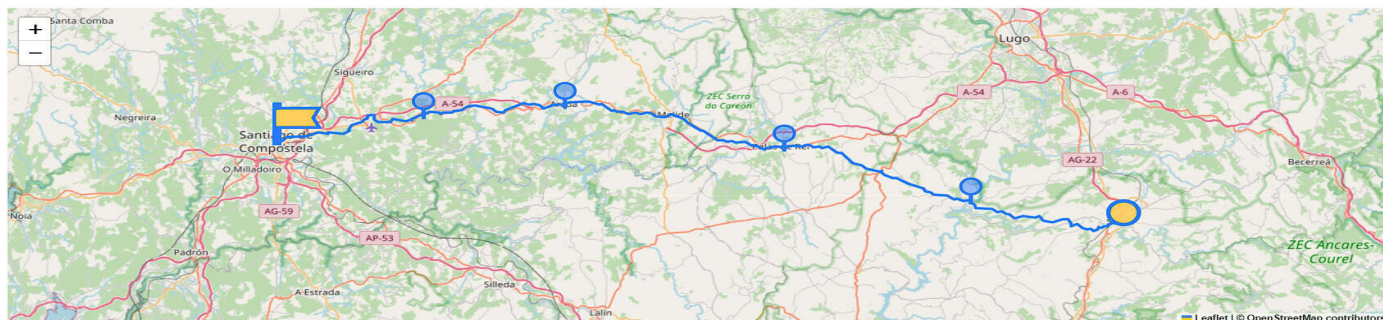 Santa Comba
+
−
Lugo
Sigueiro
ZEC Serra
do Careón
A-54
A-6
A-54
Negreira
Melide
Santiago de
Compostela
Becerreá
AG-22
O Milladoiro
Noia
AG-59
AP-53
Padrón
ZEC Ancares-
Courel
A Estrada
Silleda
Lalín
Leaflet | © OpenStreetMap contributors